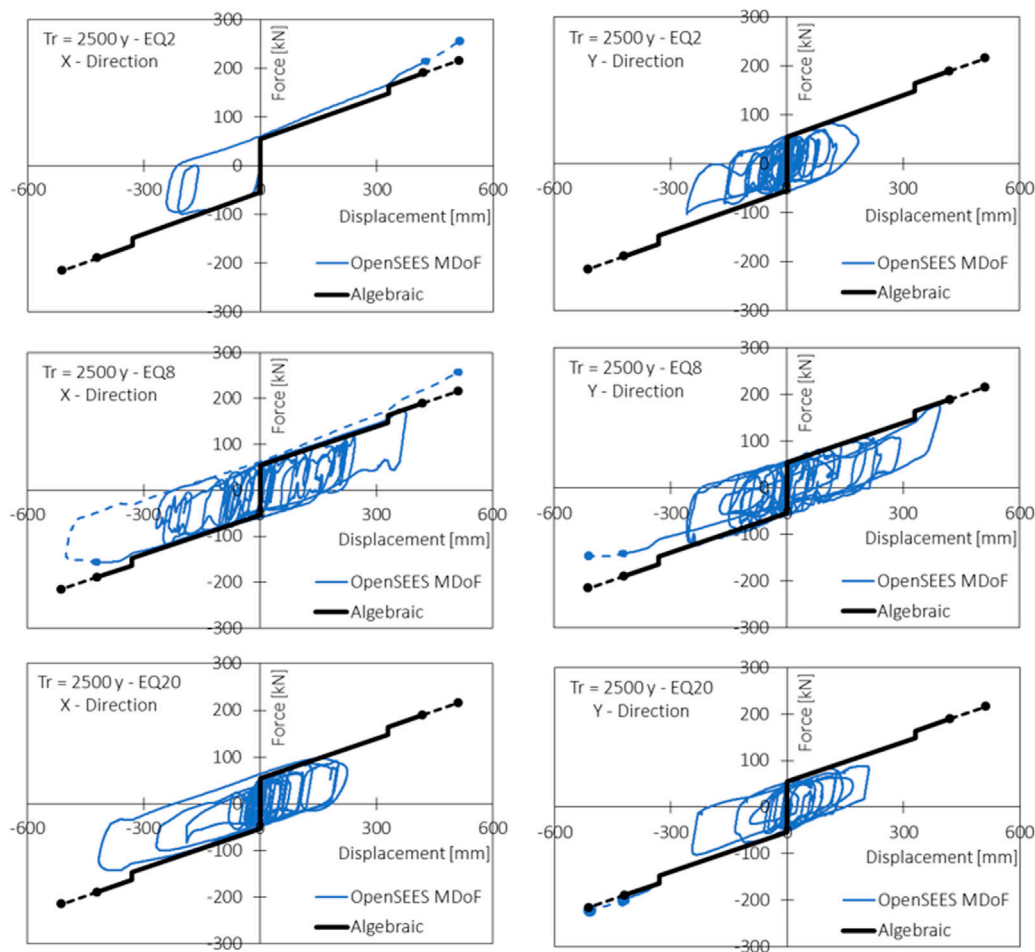 300
Tr = 2500 y - EQ2
X - Direction
Force [kN]
200
100
0
-600
-300
0
300
600
Displacement [mm]
-100
OpenSEES MDoF
-200
Algebraic
-300
300
Tr = 2500 y - EQ2
Y - Direction
Force [kN]
200
100
0
-600
-300
0
300
600
Displacement [mm]
-100
OpenSEES MDoF
-200
Algebraic
-300
300
Tr = 2500 y - EQ8
X - Direction
Force [kN]
200
100
0
-600
-300
0
300
600
Displacement [mm]
-100
OpenSEES MDoF
-200
Algebraic
-300
300
Tr = 2500 y - EQ8
Y - Direction
Force [kN]
200
100
0
-600
-300
0
300
600
Displacement [mm]
-100
OpenSEES MDoF
-200
Algebraic
-300
300
Tr = 2500 y - EQ20
X - Direction
Force [kN]
200
100
0
-600
-300
0
300
600
Displacement [mm]
-100
OpenSEES MDoF
-200
Algebraic
-300
300
Tr = 2500 y - EQ20
Y - Direction
Force [kN]
200
100
0
-600
-300
0
300
600
Displacement [mm]
-100
OpenSEES MDoF
-200
Algebraic
-300